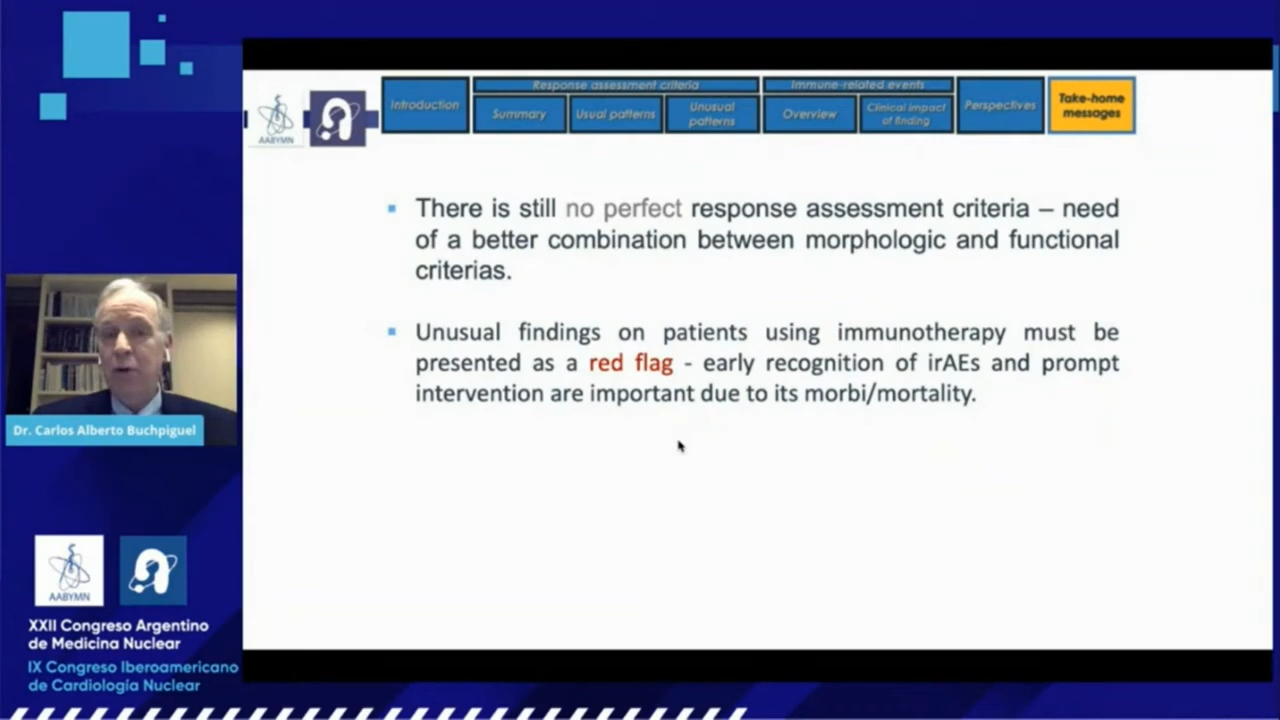 Introduction
Response assessment criteria
Summary
Usual patterns
Unusual
patterns
Immune-related events
Overview
Clinical impact
of finding
Perspectives
Take-home
messages
AABYMN
There is still no perfect response assessment criteria – need
of a better combination between morphologic and functional
criterias.
Unusual findings on patients using immunotherapy must be
presented as a red flag - early recognition of irAEs and prompt
intervention are important due to its morbi/mortality.
Dr. Carlos Alberto Buchpiguel
AABYMN
XXII Congreso Argentino
de Medicina Nuclear
IX Congreso Iberoamericano
de Cardiología Nuclear